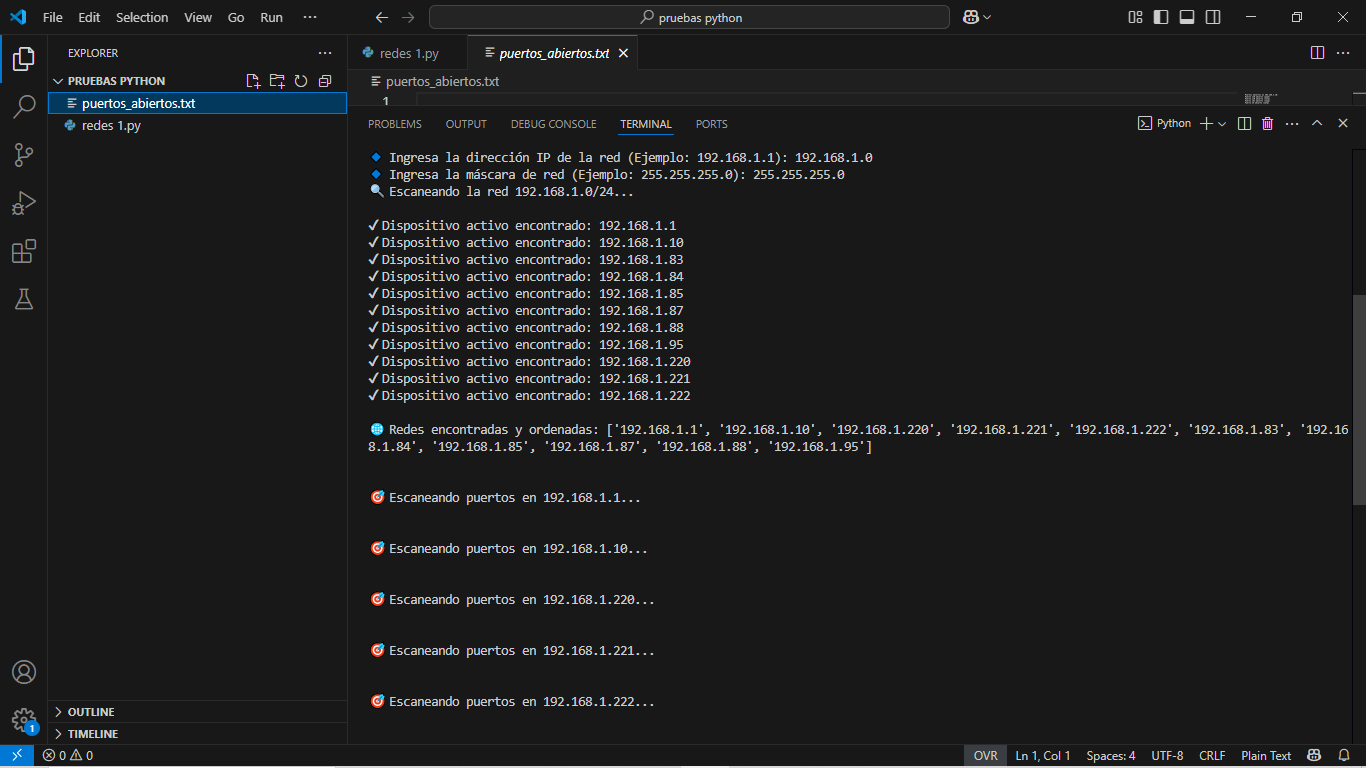 File Edit Selection View Go Run ··· pruebas python
EXPLORER ···
PRUEBAS PYTHON
puertos_abiertos.txt
redes 1.py
OUTLINE
TIMELINE
redes 1.py puertos_abiertos.txt
puertos_abiertos.txt
1
PROBLEMS OUTPUT DEBUG CONSOLE TERMINAL PORTS Python
Ingresa la dirección IP de la red (Ejemplo: 192.168.1.1): 192.168.1.0
Ingresa la máscara de red (Ejemplo: 255.255.255.0): 255.255.255.0
Escaneando la red 192.168.1.0/24...
✓Dispositivo activo encontrado: 192.168.1.1
✓Dispositivo activo encontrado: 192.168.1.10
✓Dispositivo activo encontrado: 192.168.1.83
✓Dispositivo activo encontrado: 192.168.1.84
✓Dispositivo activo encontrado: 192.168.1.85
✓Dispositivo activo encontrado: 192.168.1.87
✓Dispositivo activo encontrado: 192.168.1.88
✓Dispositivo activo encontrado: 192.168.1.95
✓Dispositivo activo encontrado: 192.168.1.220
✓Dispositivo activo encontrado: 192.168.1.221
✓Dispositivo activo encontrado: 192.168.1.222
Redes encontradas y ordenadas: ['192.168.1.1', '192.168.1.10', '192.168.1.220', '192.168.1.221', '192.168.1.222', '192.168.1.83', '192.16
8.1.84', '192.168.1.85', '192.168.1.87', '192.168.1.88', '192.168.1.95']
Escaneando puertos en 192.168.1.1...
Escaneando puertos en 192.168.1.10...
Escaneando puertos en 192.168.1.220...
Escaneando puertos en 192.168.1.221...
Escaneando puertos en 192.168.1.222...
1
0 0 OVR Ln 1, Col 1 Spaces: 4 UTF-8 CRLF Plain Text